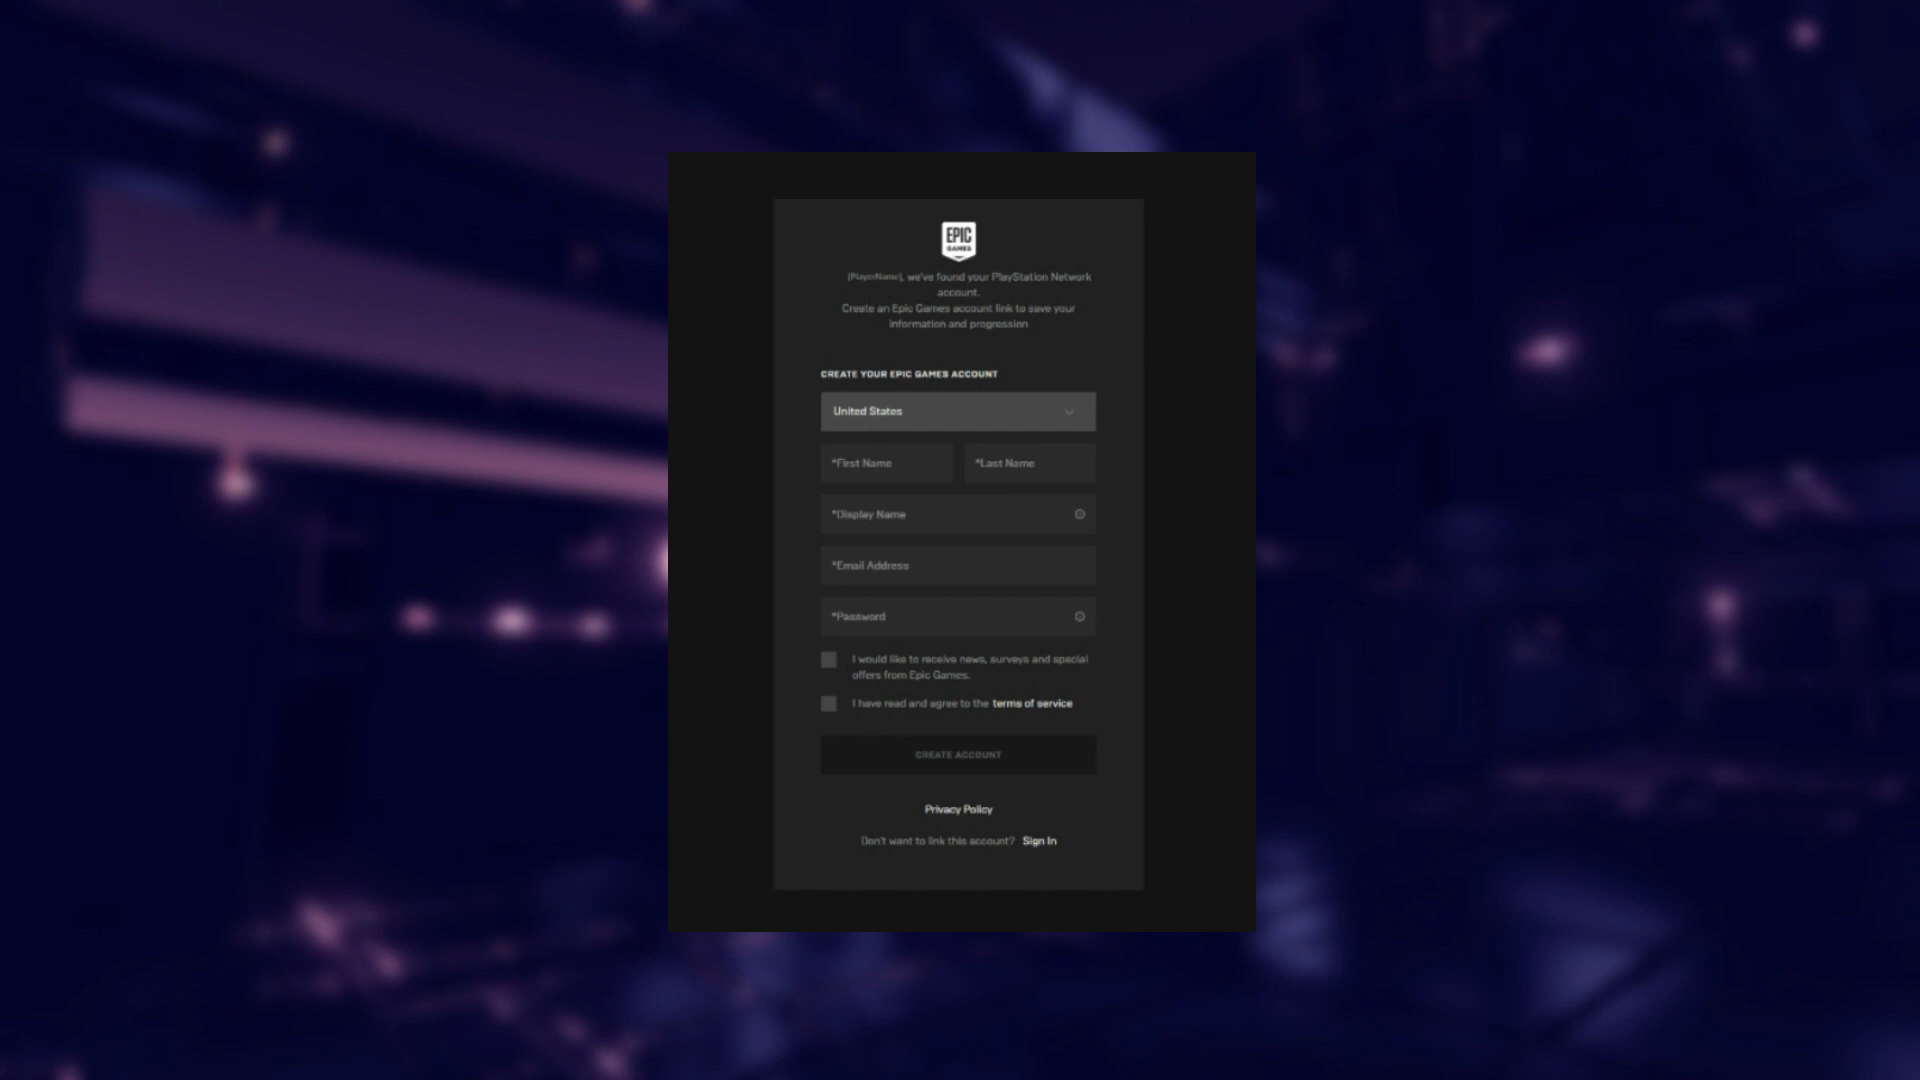 EPIC
GAMES
[PlayerName], we've found your PlayStation Network
account.
Create an Epic Games account link to save your
information and progression
CREATE YOUR EPIC GAMES ACCOUNT
United States
*First Name *Last Name
*Display Name
*Email Address
*Password
I would like to receive news, surveys and special
offers from Epic Games.
I have read and agree to the terms of service
CREATE ACCOUNT
Privacy Policy
Don't want to link this account? Sign In